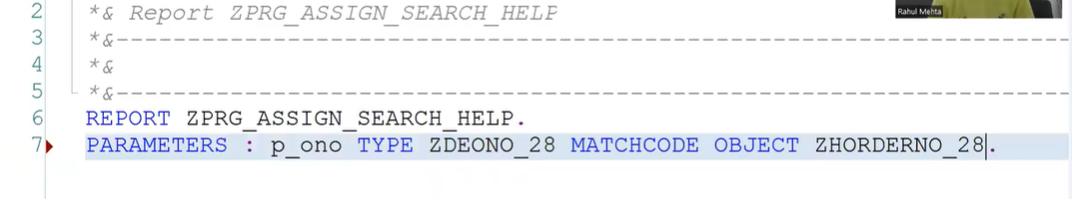 Rahul Mehta
2 *& Report ZPRG_ASSIGN_SEARCH_HELP
3 *&---------------------------------------------------------------------
4 *&
5 *&---------------------------------------------------------------------
6 REPORT ZPRG_ASSIGN_SEARCH_HELP.
7 PARAMETERS : p_ono TYPE ZDEONO_28 MATCHCODE OBJECT ZHORDERNO_28.